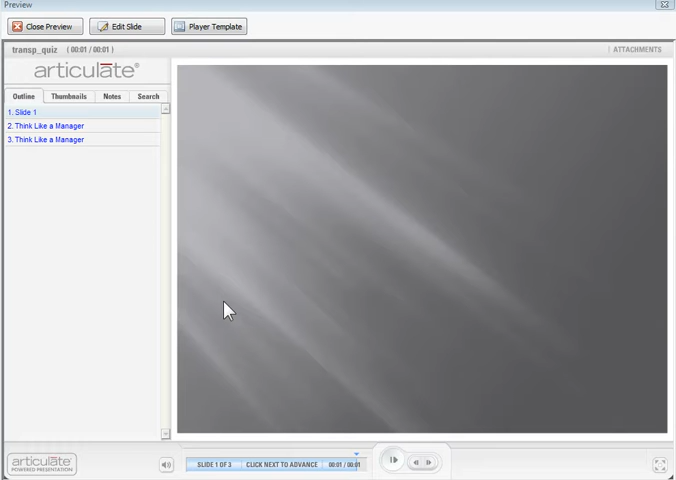 Preview
Close Preview
Edit Slide
Player Template
transp_quiz (00:01 / 00:01)
ATTACHMENTS
articulate®
Outline Thumbnails Notes Search
1. Slide 1
2. Think Like a Manager
3. Think Like a Manager
articulate®
POWERED PRESENTATION
SLIDE 1 OF 3 CLICK NEXT TO ADVANCE 00:01 / 00:01